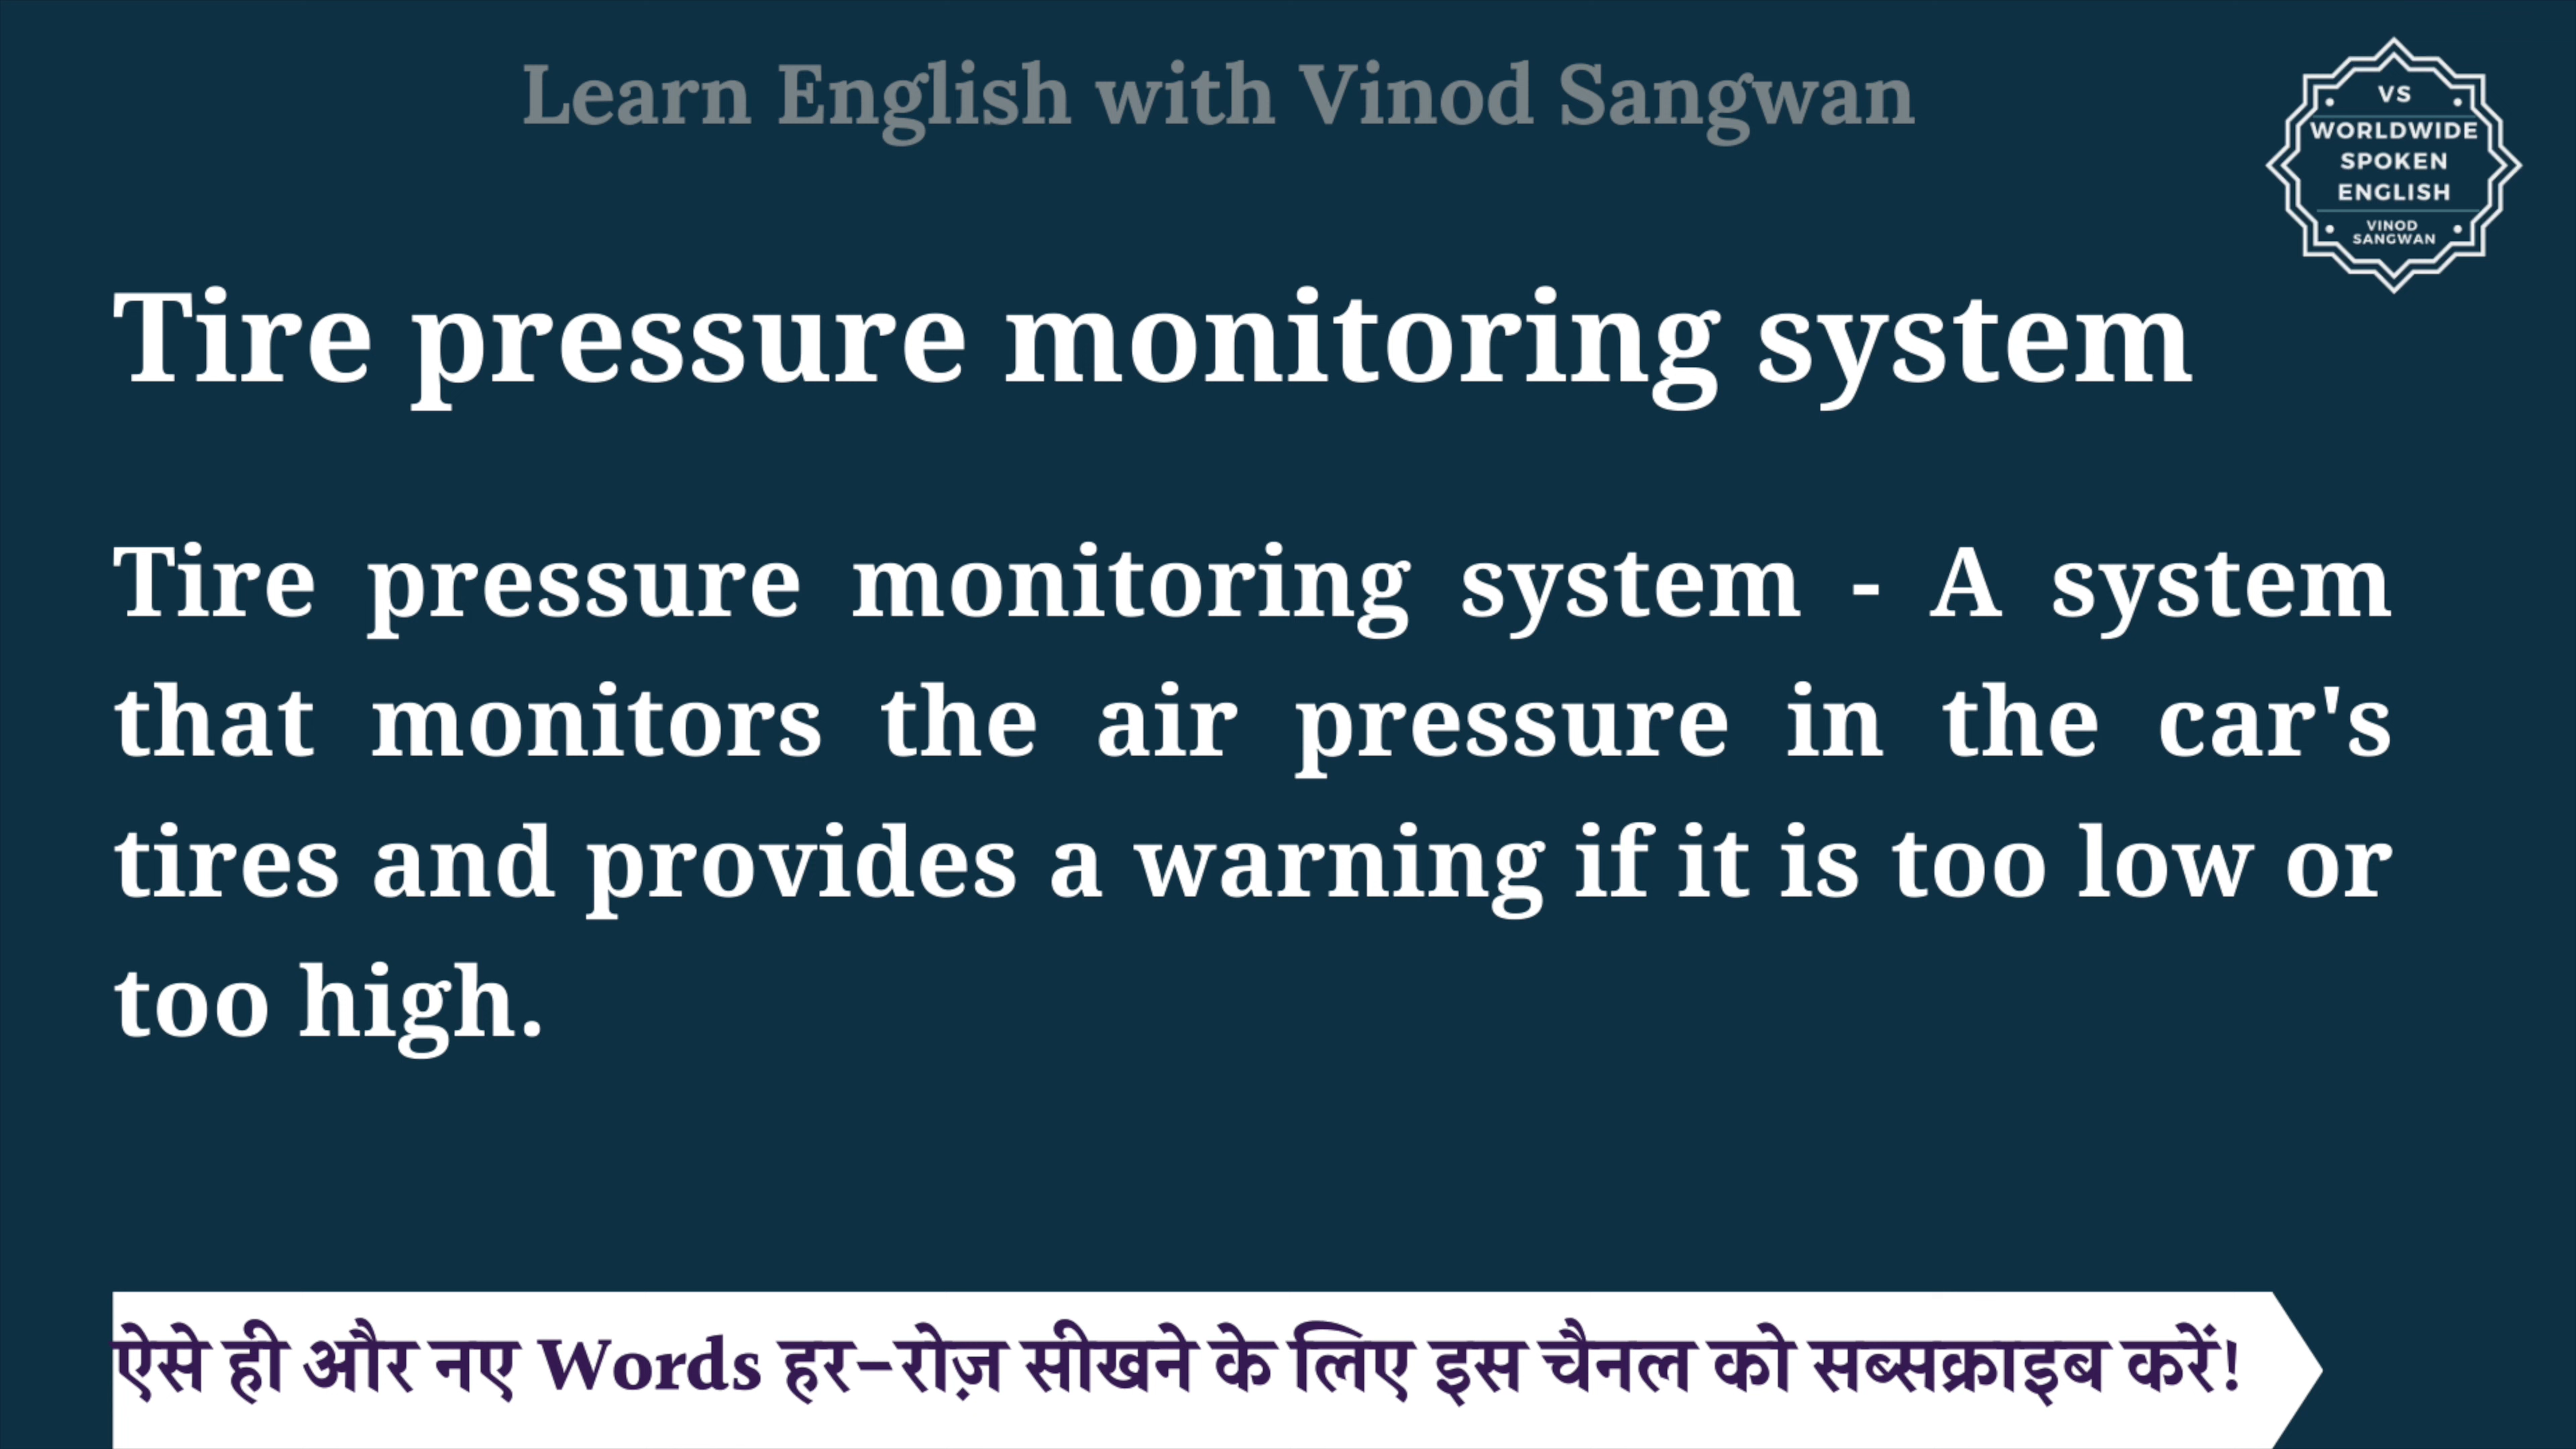 Learn English with Vinod Sangwan
VS
WORLDWIDE
SPOKEN
ENGLISH
VINOD
SANGWAN
Tire pressure monitoring system
Tire pressure monitoring system - A system
that monitors the air pressure in the car's
tires and provides a warning if it is too low or
too high.
ऐसे ही और नए Words हर-रोज़ सीखने के लिए इस चैनल को सब्सक्राइब करें!